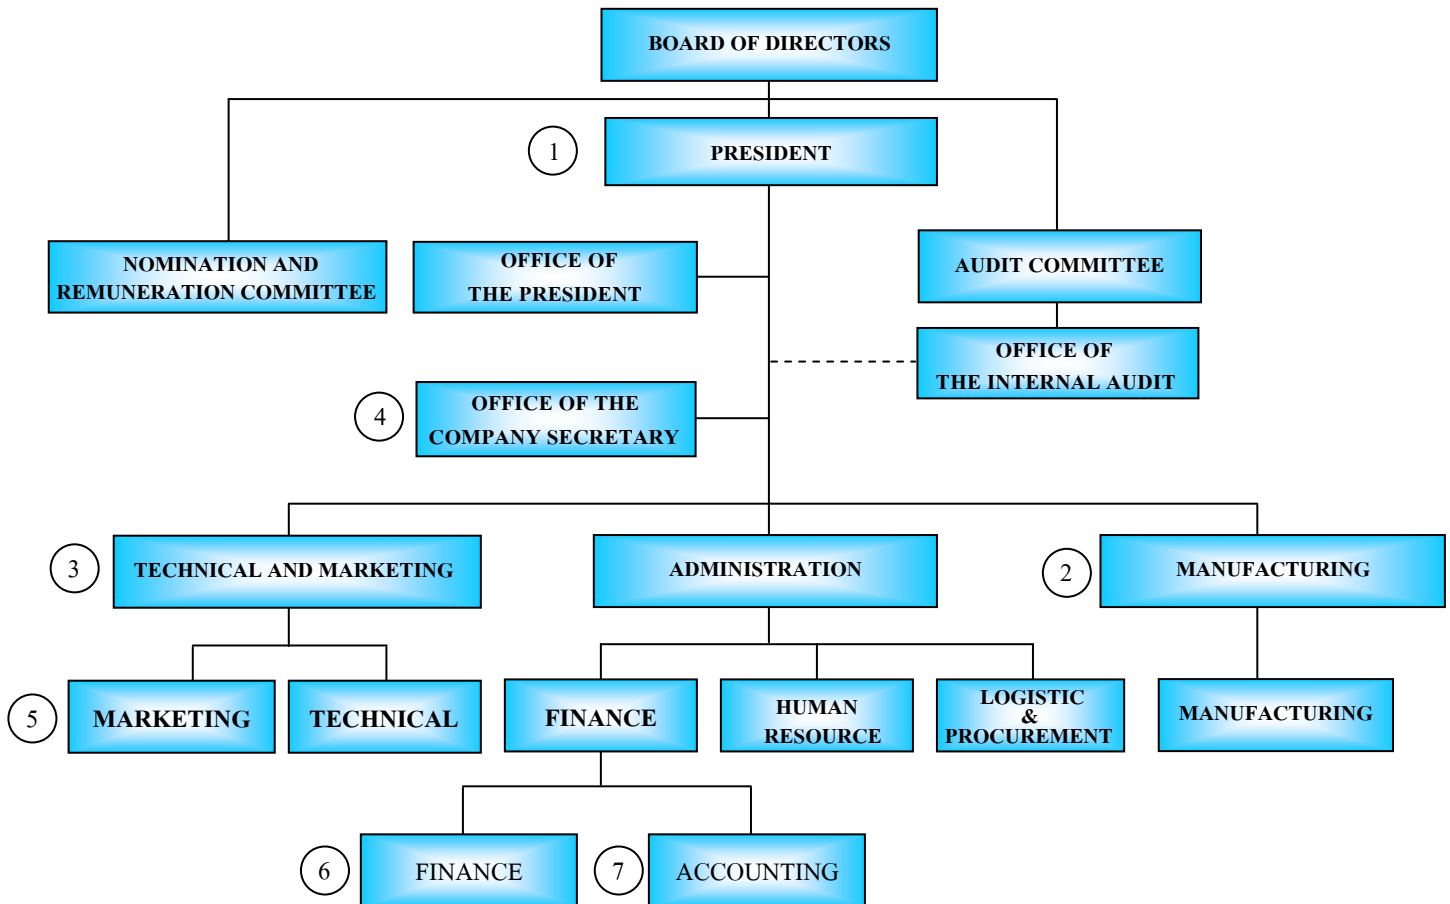 BOARD OF DIRECTORS
1
PRESIDENT
NOMINATION AND
REMUNERATION COMMITTEE
OFFICE OF
THE PRESIDENT
AUDIT COMMITTEE
OFFICE OF
THE INTERNAL AUDIT
4
OFFICE OF THE
COMPANY SECRETARY
3
TECHNICAL AND MARKETING
ADMINISTRATION
2
MANUFACTURING
5
MARKETING
TECHNICAL
FINANCE
HUMAN
RESOURCE
LOGISTIC
&
PROCUREMENT
MANUFACTURING
6
FINANCE
7
ACCOUNTING